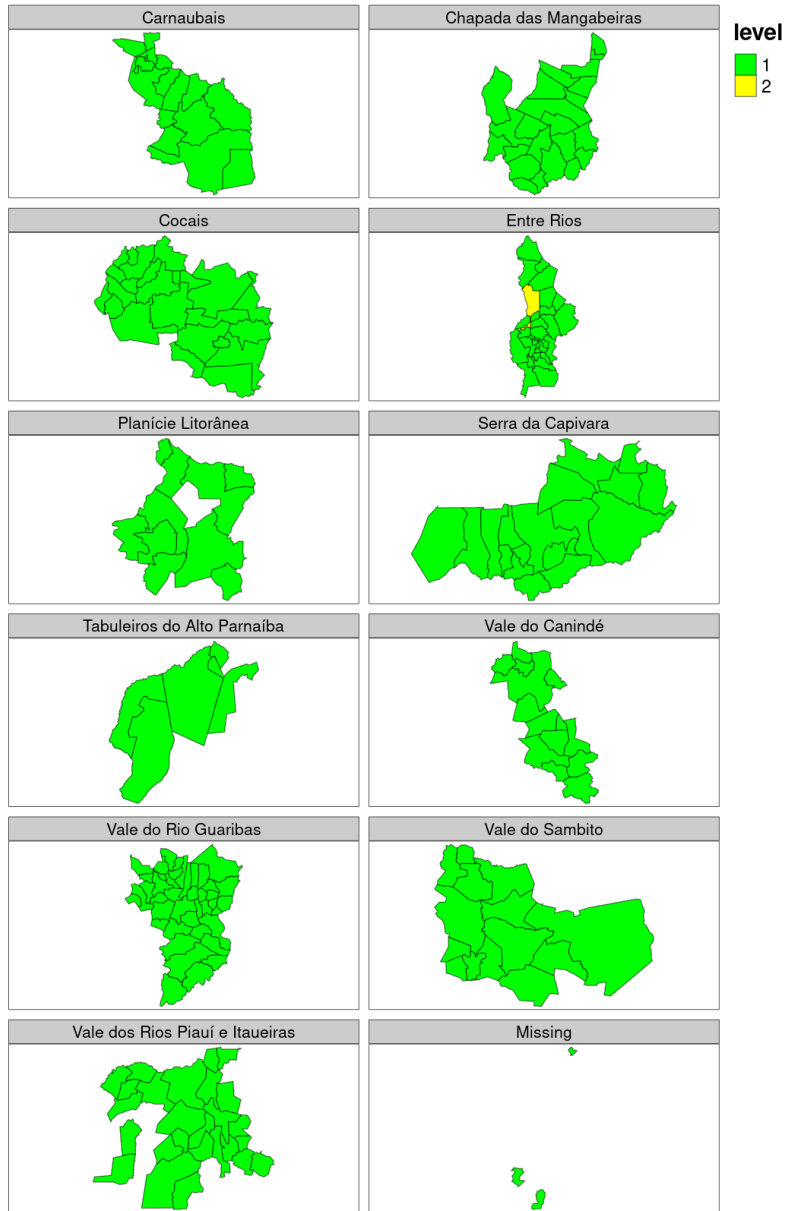 Carnaubais
Chapada das Mangabeiras
level
1
2
Cocais
Entre Rios
Planície Litorânea
Serra da Capivara
Tabuleiros do Alto Parnaíba
Vale do Canindé
Vale do Rio Guaribas
Vale do Sambito
Vale dos Rios Piauí e Itaueiras
Missing